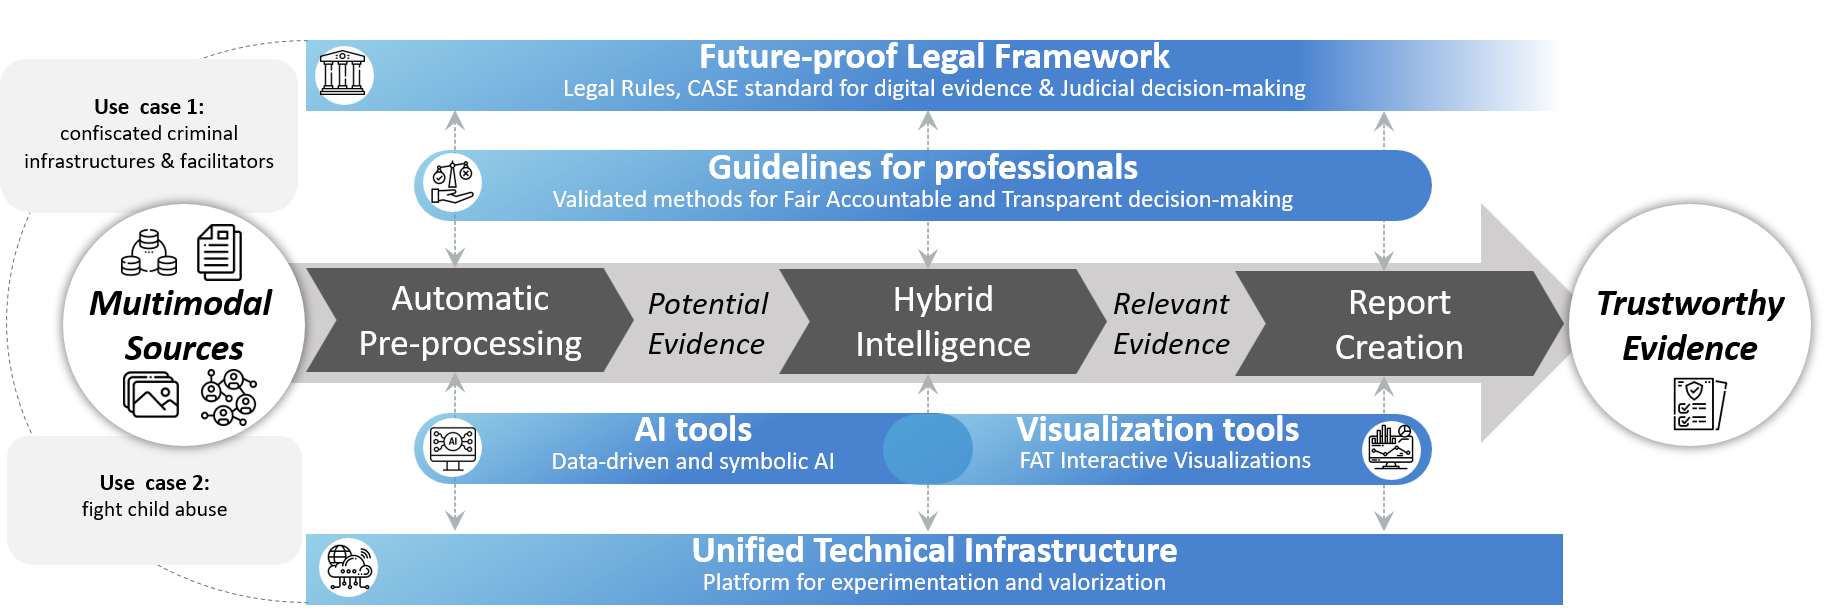 Future-proof Legal Framework
Legal Rules, CASE standard for digital evidence & Judicial decision-making
Use case 1:
confiscated criminal
infrastructures & facilitators
Guidelines for professionals
Validated methods for Fair Accountable and Transparent decision-making
Multimodal
Sources
Automatic
Pre-processing
Potential
Evidence
Hybrid
Intelligence
Relevant
Evidence
Report
Creation
Trustworthy
Evidence
AI tools
Data-driven and symbolic AI
AI
Visualization tools
FAT Interactive Visualizations
Use case 2:
fight child abuse
Unified Technical Infrastructure
Platform for experimentation and valorization